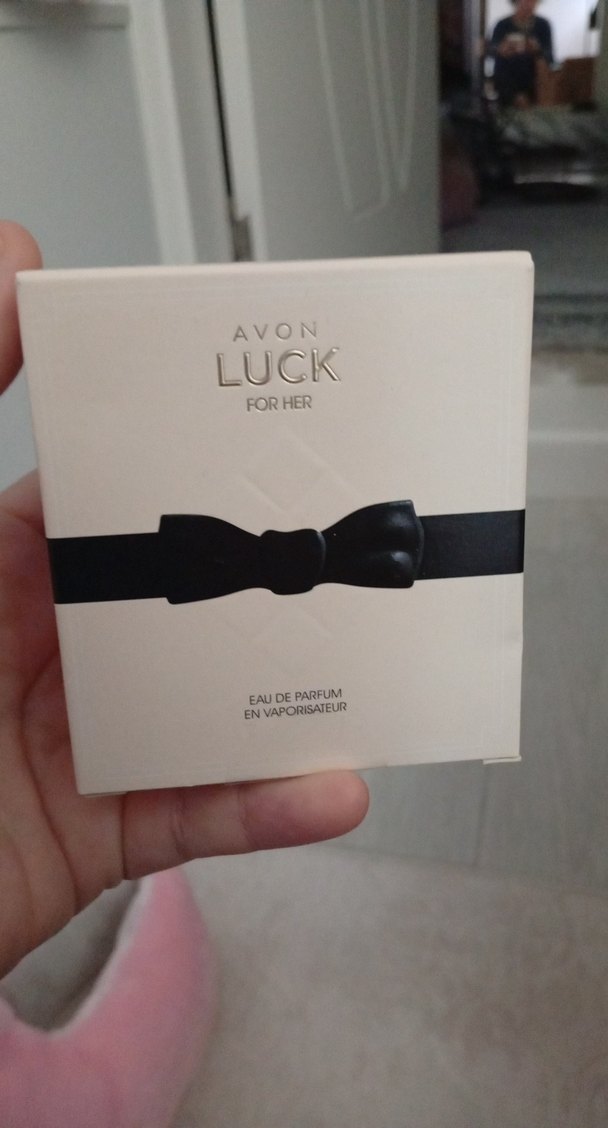 AVON
LUCK
FOR HER
EAU DE PARFUM
EN VAPORISATEUR